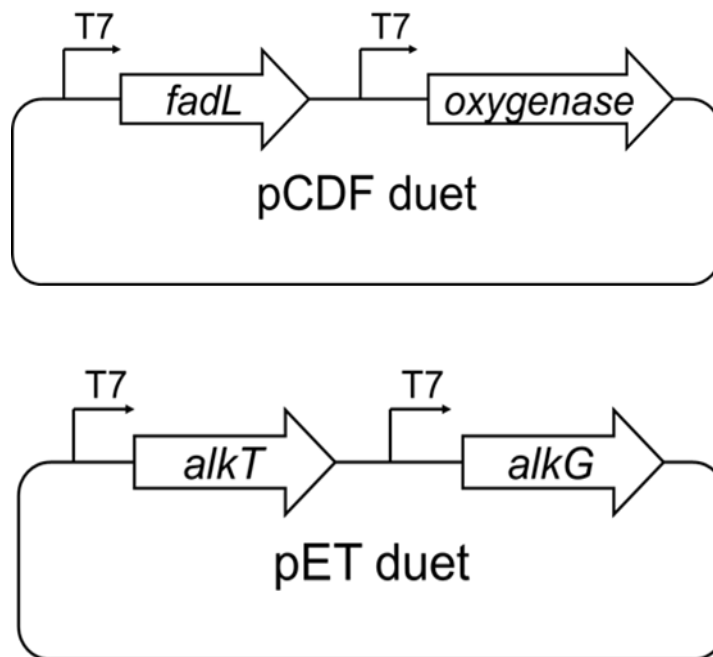 T7 T7
fadL oxygenase
pCDF duet
T7 T7
alkT alkG
pET duet